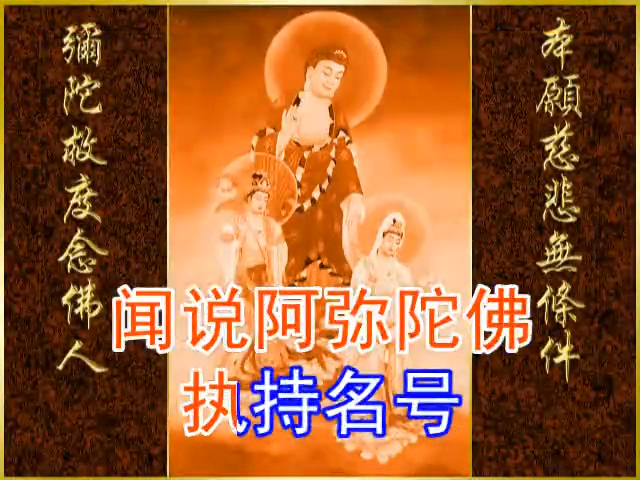 本願慈悲無條件
彌陀救度念佛人
闻说阿弥陀佛
执持名号